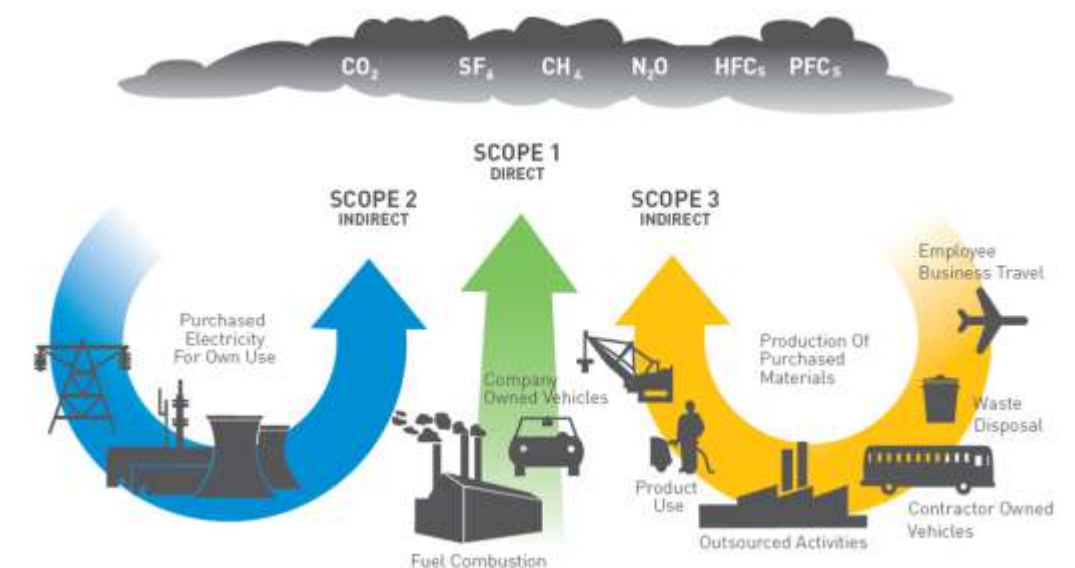 CO₂ SF₆ CH₄ N₂O HFCs PFCs
SCOPE 1
DIRECT
SCOPE 2
INDIRECT
SCOPE 3
INDIRECT
Employee
Business Travel
Purchased
Electricity
For Own Use
Production Of
Purchased
Materials
Company
Owned Vehicles
Waste
Disposal
Product
Use
Contractor Owned
Vehicles
Outsourced Activities
Fuel Combustion